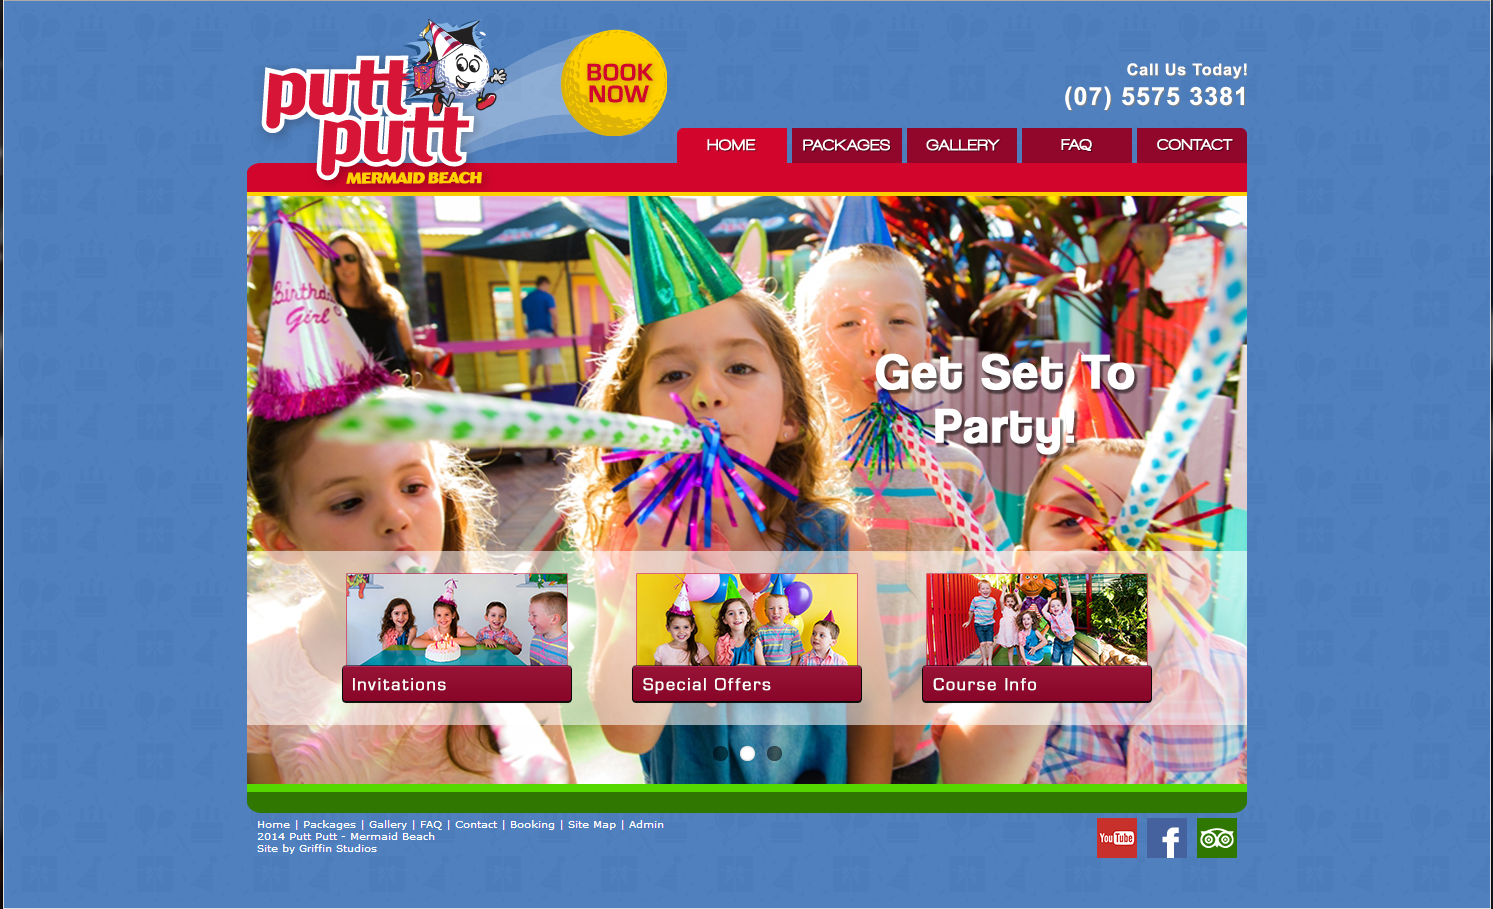 putt
putt
MERMAID BEACH
BOOK
NOW
Call Us Today!
(07) 5575 3381
HOME
PACKAGES
GALLERY
FAQ
CONTACT
Birthday
Girl
Get Set To
Party!
Invitations
Special Offers
Course Info
Home | Packages | Gallery | FAQ | Contact | Booking | Site Map | Admin
2014 Putt Putt - Mermaid Beach
Site by Griffin Studios
YouTube
f